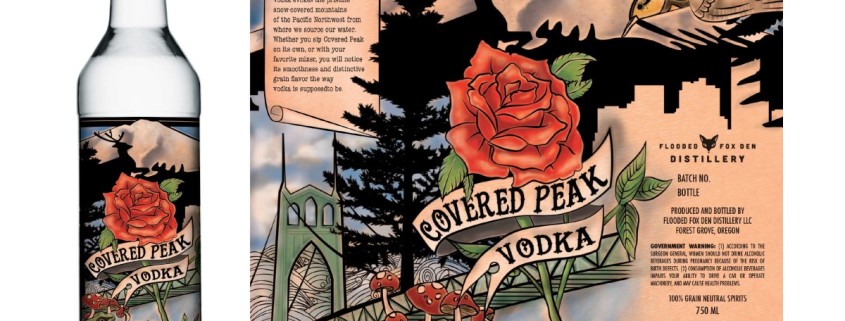 COVERED PEAK
VODKA
Vodka evokes the pristine
snow-covered mountains
of the Pacific Northwest from
where we source our water.
Whether you sip Covered Peak
on its own, or with your
favorite mixer, you will notice
its smoothness and distinctive
grain flavor the way
vodka is supposedto be.
COVERED PEAK
VODKA
FLOODED FOX DEN
DISTILLERY
BATCH NO.
BOTTLE
PRODUCED AND BOTTLED BY
FLOODED FOX DEN DISTILLERY LLC
FOREST GROVE, OREGON
GOVERNMENT WARNING: (1) ACCORDING TO THE
SURGEON GENERAL, WOMEN SHOULD NOT DRINK ALCOHOLIC
BEVERAGES DURING PREGNANCY BECAUSE OF THE RISK OF
BIRTH DEFECTS. (2) CONSUMPTION OF ALCOHOLIC BEVERAGES
IMPAIRS YOUR ABILITY TO DRIVE A CAR OR OPERATE
MACHINERY, AND MAY CAUSE HEALTH PROBLEMS.
100% GRAIN NEUTRAL SPIRITS
750 ML